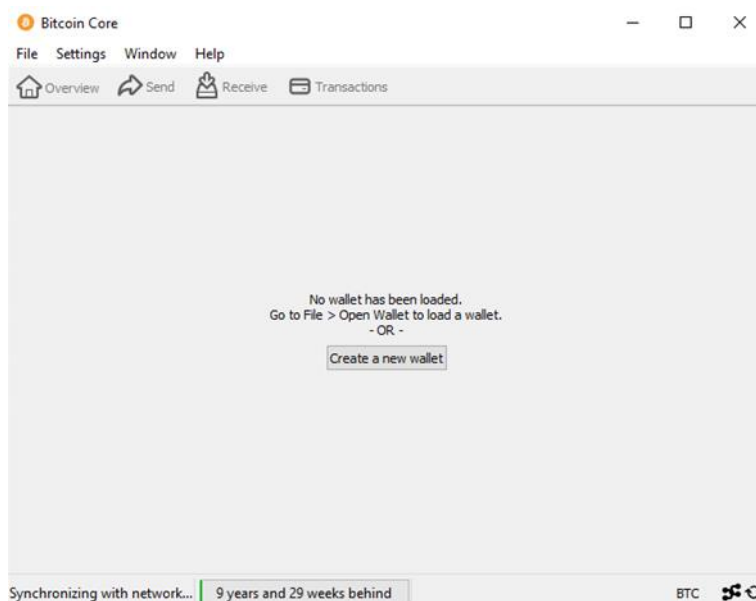 Bitcoin Core
File Settings Window Help
Overview Send Receive Transactions
No wallet has been loaded.
Go to File > Open Wallet to load a wallet.
- OR -
Create a new wallet
Synchronizing with network... 9 years and 29 weeks behind BTC